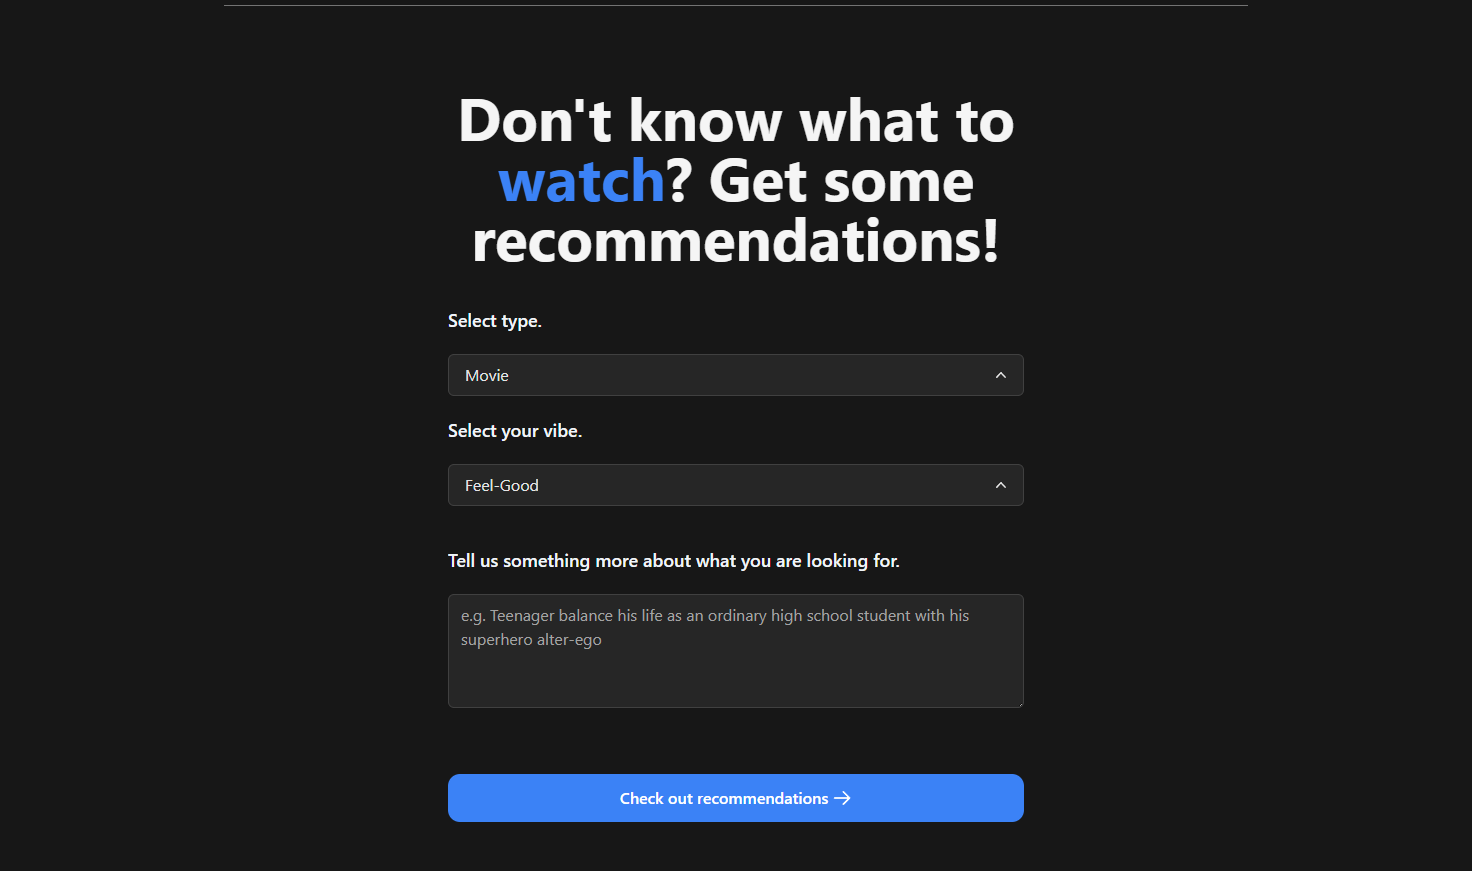 Don't know what to
watch? Get some
recommendations!
Select type.
Movie
Select your vibe.
Feel-Good
Tell us something more about what you are looking for.
e.g. Teenager balance his life as an ordinary high school student with his
superhero alter-ego
Check out recommendations →